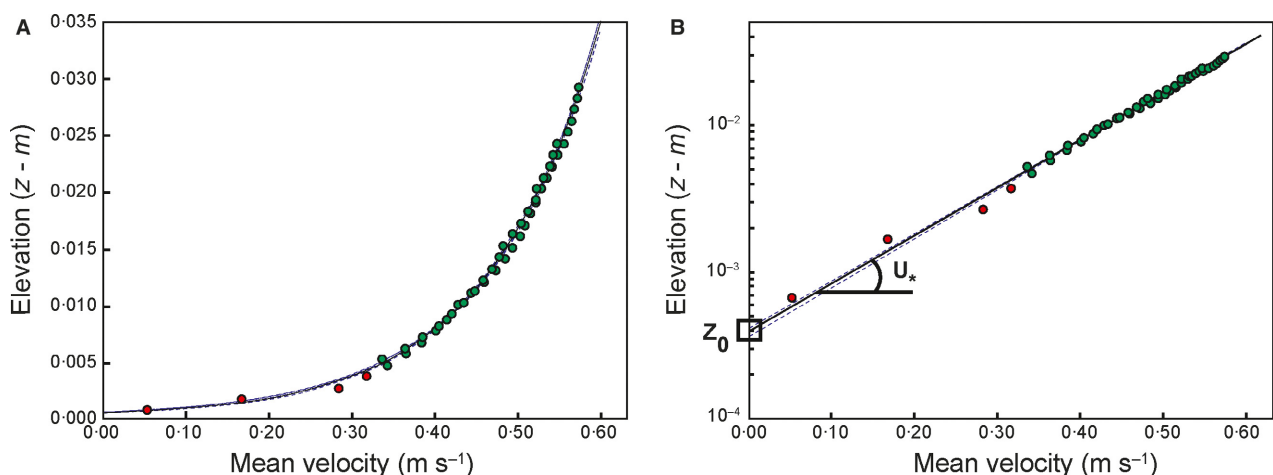 A
0·035
0·030
0·025
0·020
0·015
0·010
0·005
0·000
Elevation (z - m)
0·00 0·10 0·20 0·30 0·40 0·50 0·60
Mean velocity (m s⁻¹)
B
10⁻²
10⁻³
10⁻⁴
Elevation (z - m)
U*
Z₀
0·00 0·10 0·20 0·30 0·40 0·50 0·60
Mean velocity (m s⁻¹)